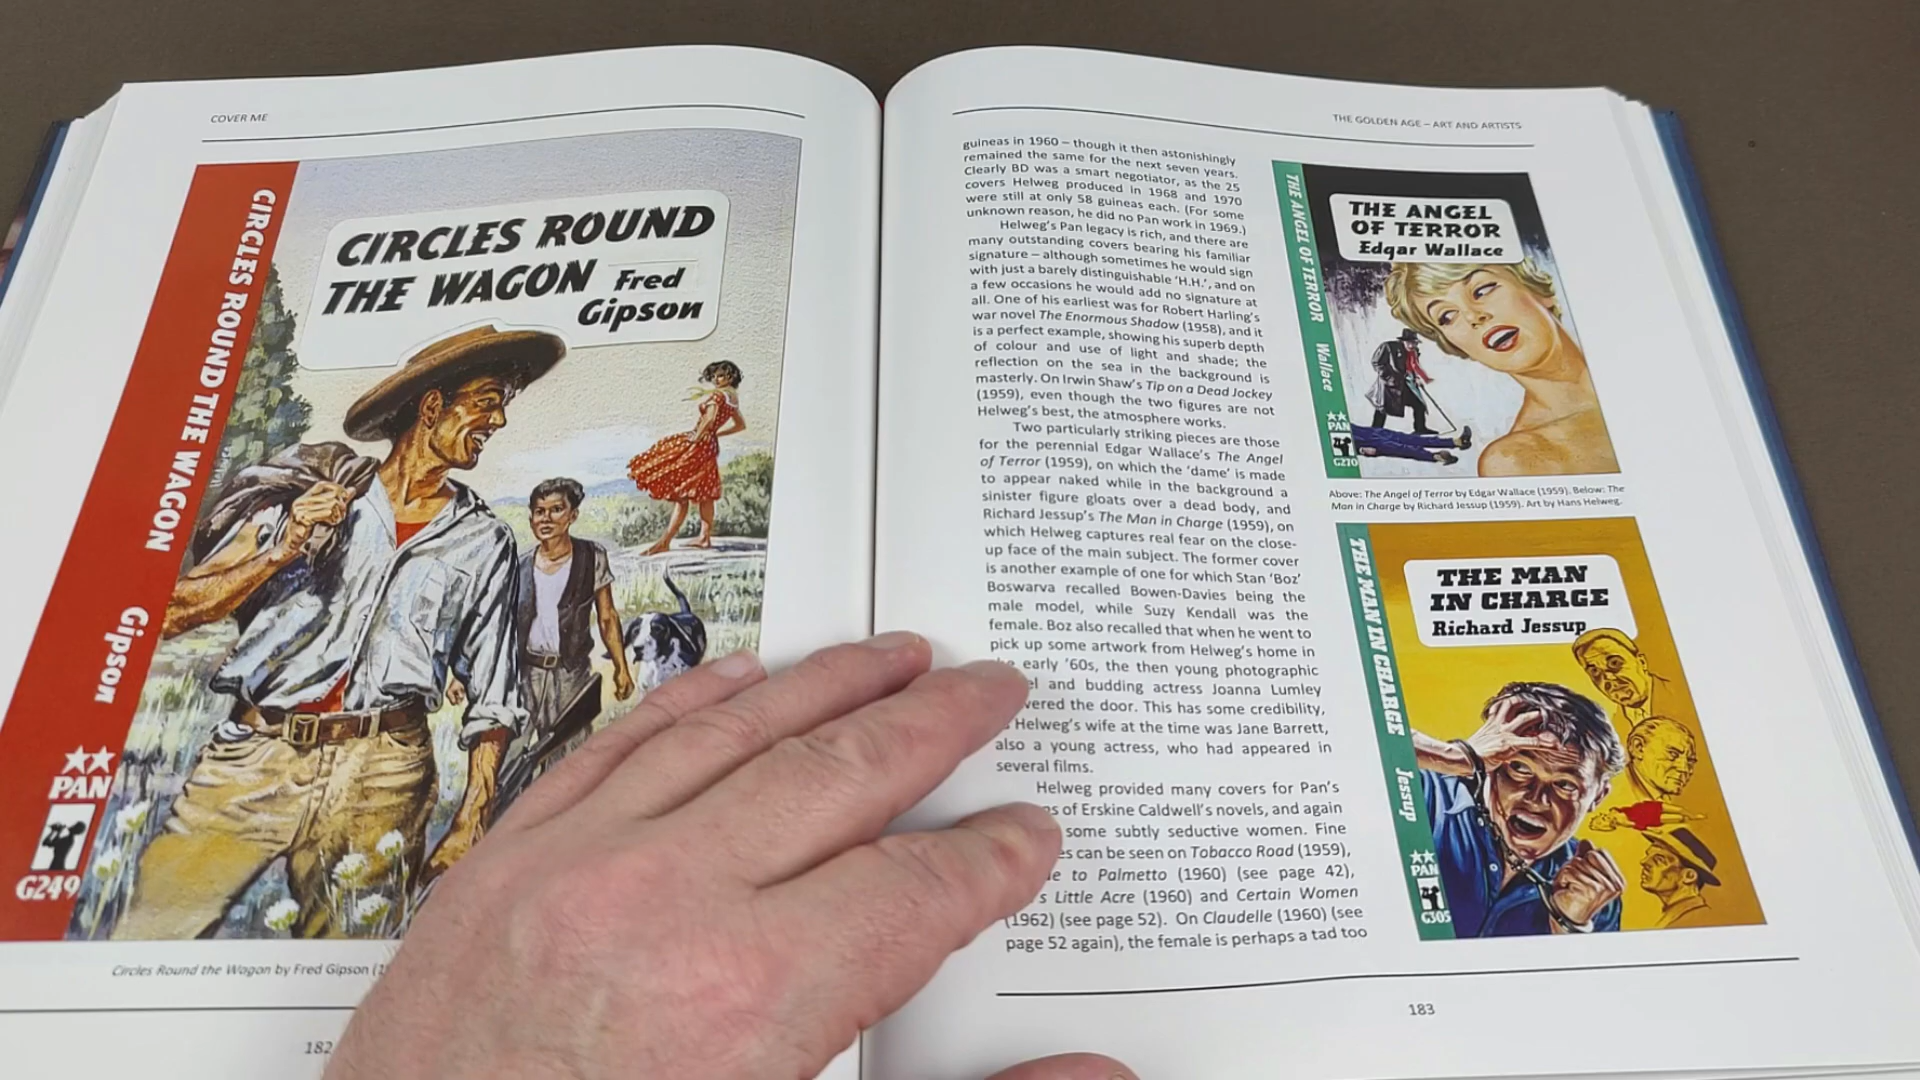 COVER ME
CIRCLES ROUND THE WAGON Gipson
PAN
G249
CIRCLES ROUND
THE WAGON Fred
Gipson
Circles Round the Wagon by Fred Gipson
182
THE GOLDEN AGE – ART AND ARTISTS
guineas in 1960 – though it then astonishingly
remained the same for the next seven years.
Clearly BD was a smart negotiator, as the 25
covers Helweg produced in 1968 and 1970
were still at only 58 guineas each. (For some
unknown reason, he did no Pan work in 1969.)
Helweg's Pan legacy is rich, and there are
many outstanding covers bearing his familiar
signature – although sometimes he would sign
with just a barely distinguishable 'H.H.', and on
a few occasions he would add no signature at
all. One of his earliest was for Robert Harling's
war novel The Enormous Shadow (1958), and it
is a perfect example, showing his superb depth
of colour and use of light and shade; the
reflection on the sea in the background is
masterly. On Irwin Shaw's Tip on a Dead Jockey
(1959), even though the two figures are not
Helweg's best, the atmosphere works.
Two particularly striking pieces are those
for the perennial Edgar Wallace's The Angel
of Terror (1959), on which the 'dame' is made
to appear naked while in the background a
sinister figure gloats over a dead body, and
Richard Jessup's The Man in Charge (1959), on
which Helweg captures real fear on the close-
up face of the main subject. The former cover
is another example of one for which Stan 'Boz'
Boswarva recalled Bowen-Davies being the
male model, while Suzy Kendall was the
female. Boz also recalled that when he went to
pick up some artwork from Helweg's home in
early '60s, the then young photographic
and budding actress Joanna Lumley
the door. This has some credibility,
Helweg's wife at the time was Jane Barrett,
also a young actress, who had appeared in
several films.
Helweg provided many covers for Pan's
of Erskine Caldwell's novels, and again
some subtly seductive women. Fine
can be seen on Tobacco Road (1959),
to Palmetto (1960) (see page 42),
Little Acre (1960) and Certain Women
(1962) (see page 52). On Claudelle (1960) (see
page 52 again), the female is perhaps a tad too
THE ANGEL OF TERROR Wallace
PAN
G270
THE ANGEL
OF TERROR
Edgar Wallace
Above: The Angel of Terror by Edgar Wallace (1959). Below: The
Man in Charge by Richard Jessup (1959). Art by Hans Helweg.
THE MAN IN CHARGE Jessup
PAN
G305
THE MAN
IN CHARGE
Richard Jessup
183